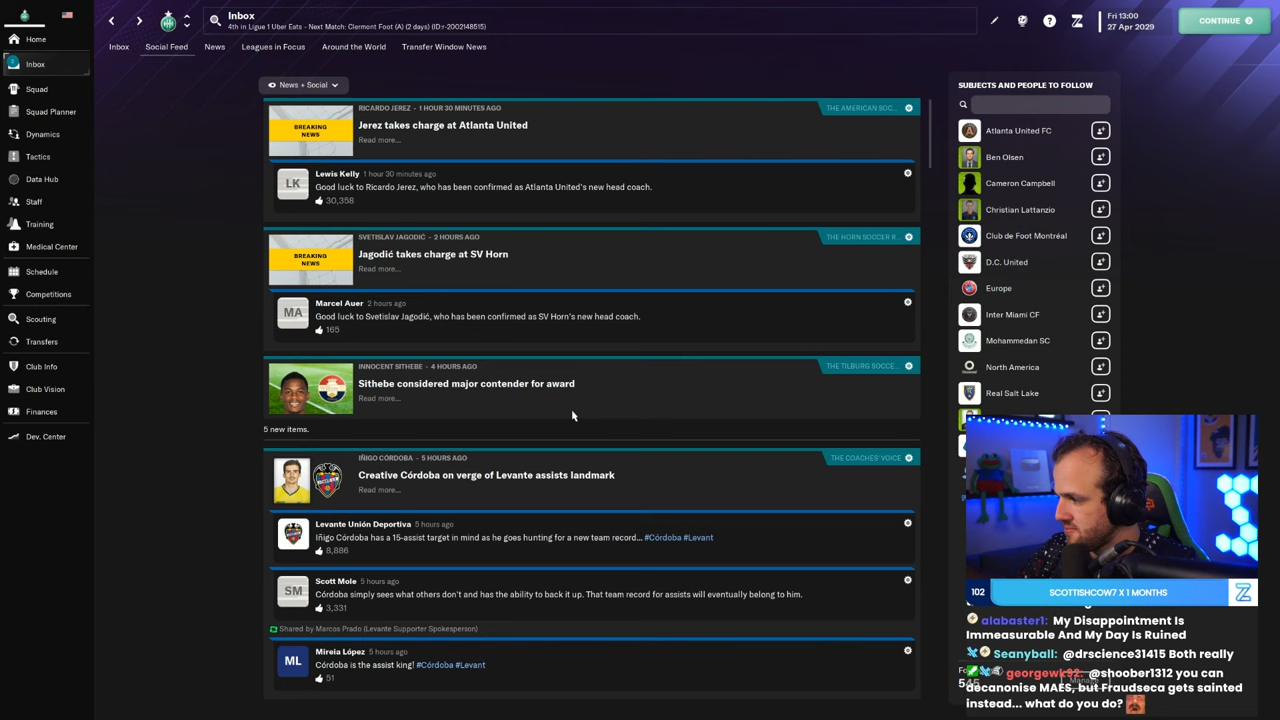 Inbox
4th in Ligue 1 Uber Eats - Next Match: Clermont Foot (A) (2 days) (ID:r-2002148515)
Fri 13:00
27 Apr 2029
CONTINUE
Inbox
Social Feed
News
Leagues in Focus
Around the World
Transfer Window News
Home
Inbox
Squad
Squad Planner
Dynamics
Tactics
Data Hub
Staff
Training
Medical Center
Schedule
Competitions
Scouting
Transfers
Club Info
Club Vision
Finances
Dev. Center
News + Social
RICARDO JEREZ - 1 HOUR 30 MINUTES AGO
THE AMERICAN SOC...
BREAKING
NEWS
Jerez takes charge at Atlanta United
Read more...
LK
Lewis Kelly 1 hour 30 minutes ago
Good luck to Ricardo Jerez, who has been confirmed as Atlanta United's new head coach.
30,358
SVETISLAV JAGODIĆ - 2 HOURS AGO
THE HORN SOCCER R...
BREAKING
NEWS
Jagodić takes charge at SV Horn
Read more...
MA
Marcel Auer 2 hours ago
Good luck to Svetislav Jagodić, who has been confirmed as SV Horn's new head coach.
165
INNOCENT SITHEBE - 4 HOURS AGO
THE TILBURG SOCCE...
Sithebe considered major contender for award
Read more...
5 new items.
IÑIGO CÓRDOBA - 5 HOURS AGO
THE COACHES' VOICE
Creative Córdoba on verge of Levante assists landmark
Read more...
Levante Unión Deportiva 5 hours ago
Iñigo Córdoba has a 15-assist target in mind as he goes hunting for a new team record... #Córdoba #Levant
8,886
SM
Scott Mole 5 hours ago
Córdoba simply sees what others don't and has the ability to back it up. That team record for assists will eventually belong to him.
3,331
Shared by Marcos Prado (Levante Supporter Spokesperson)
ML
Mireia López 5 hours ago
Córdoba is the assist king! #Córdoba #Levant
51
SUBJECTS AND PEOPLE TO FOLLOW
Atlanta United FC
Ben Olsen
Cameron Campbell
Christian Lattanzio
Club de Foot Montréal
D.C. United
Europe
Inter Miami CF
Mohammedan SC
North America
Real Salt Lake
102
SCOTTISHCOW7 X 1 MONTHS
alabaster1: My Disappointment Is
Immeasurable And My Day Is Ruined
Seanyball: @drscience31415 Both really
georgewk92: @shoober1312 you can
decanonise MAES, but Fraudseca gets sainted
instead... what do you do?